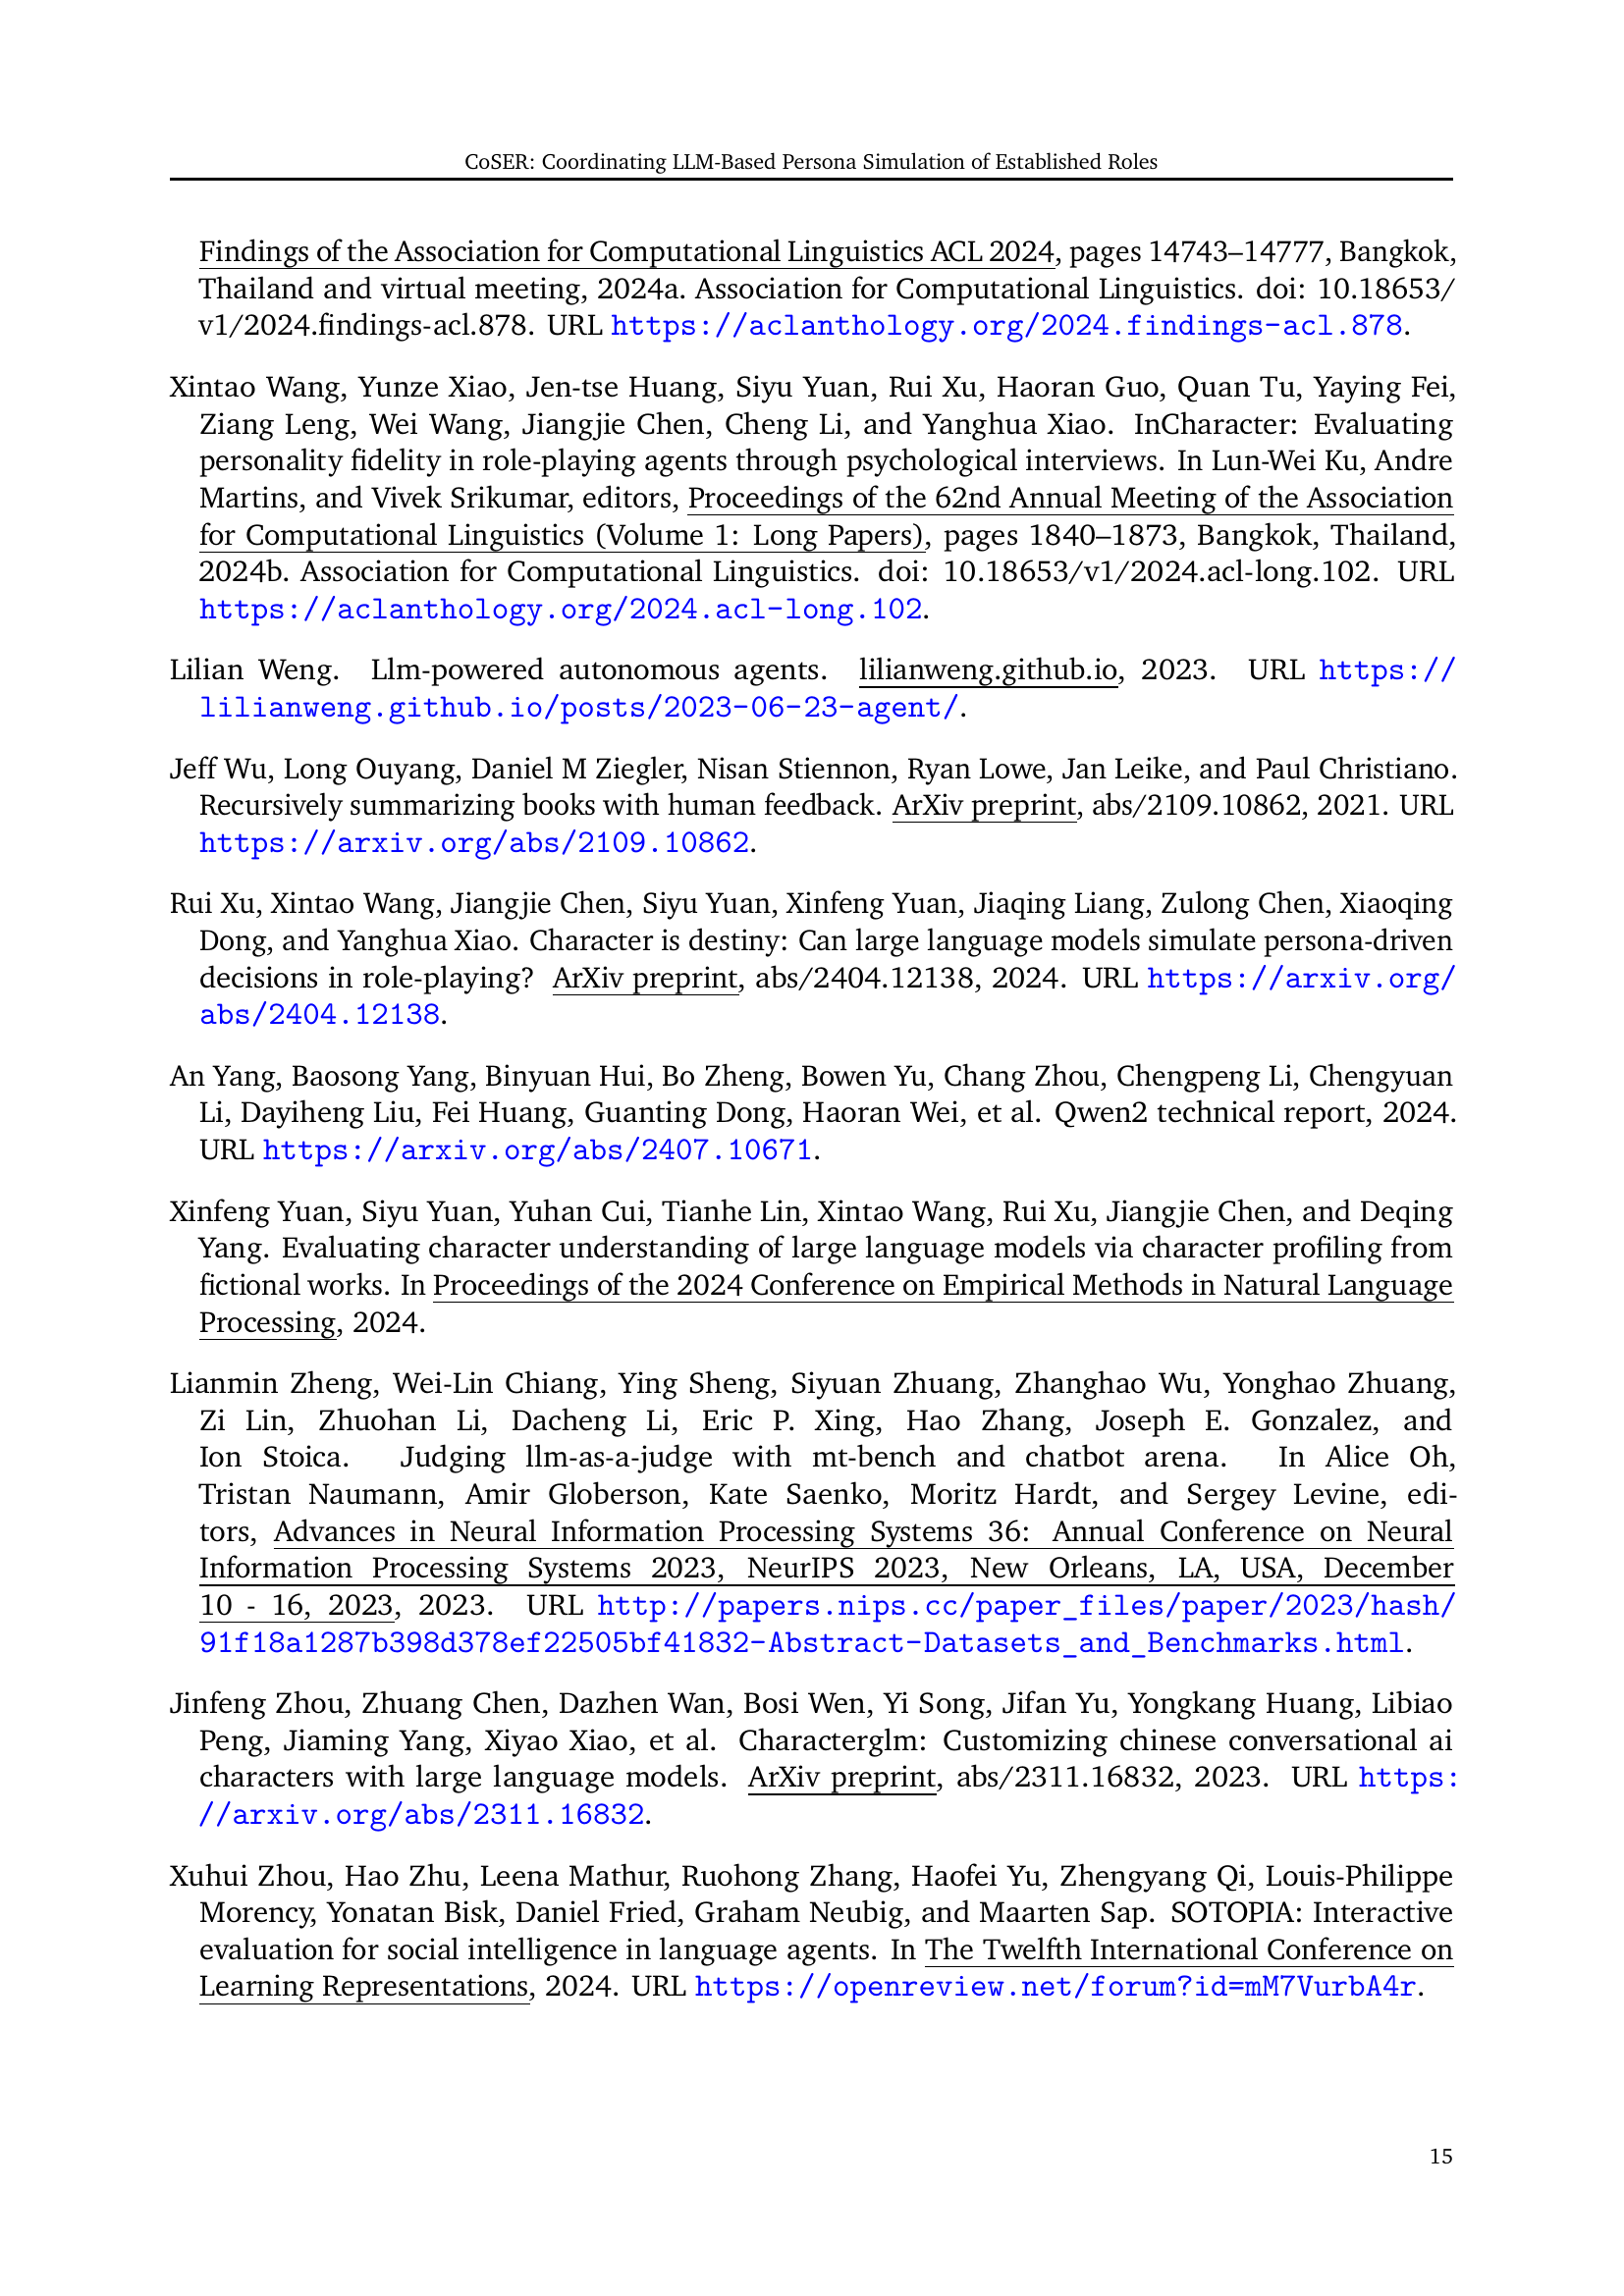 CoSER: Coordinating LLM-Based Persona Simulation of Established Roles
Findings of the Association for Computational Linguistics ACL 2024, pages 14743–14777, Bangkok,
Thailand and virtual meeting, 2024a. Association for Computational Linguistics. doi: 10.18653/
v1/2024.findings-acl.878. URL https://aclanthology.org/2024.findings-acl.878.
Xintao Wang, Yunze Xiao, Jen-tse Huang, Siyu Yuan, Rui Xu, Haoran Guo, Quan Tu, Yaying Fei,
Ziang Leng, Wei Wang, Jiangjie Chen, Cheng Li, and Yanghua Xiao. InCharacter: Evaluating
personality fidelity in role-playing agents through psychological interviews. In Lun-Wei Ku, Andre
Martins, and Vivek Srikumar, editors, Proceedings of the 62nd Annual Meeting of the Association
for Computational Linguistics (Volume 1: Long Papers), pages 1840–1873, Bangkok, Thailand,
2024b. Association for Computational Linguistics. doi: 10.18653/v1/2024.acl-long.102. URL
https://aclanthology.org/2024.acl-long.102.
Lilian Weng. Llm-powered autonomous agents. lilianweng.github.io, 2023. URL https://
lilianweng.github.io/posts/2023-06-23-agent/.
Jeff Wu, Long Ouyang, Daniel M Ziegler, Nisan Stiennon, Ryan Lowe, Jan Leike, and Paul Christiano.
Recursively summarizing books with human feedback. ArXiv preprint, abs/2109.10862, 2021. URL
https://arxiv.org/abs/2109.10862.
Rui Xu, Xintao Wang, Jiangjie Chen, Siyu Yuan, Xinfeng Yuan, Jiaqing Liang, Zulong Chen, Xiaoqing
Dong, and Yanghua Xiao. Character is destiny: Can large language models simulate persona-driven
decisions in role-playing? ArXiv preprint, abs/2404.12138, 2024. URL https://arxiv.org/
abs/2404.12138.
An Yang, Baosong Yang, Binyuan Hui, Bo Zheng, Bowen Yu, Chang Zhou, Chengpeng Li, Chengyuan
Li, Dayiheng Liu, Fei Huang, Guanting Dong, Haoran Wei, et al. Qwen2 technical report, 2024.
URL https://arxiv.org/abs/2407.10671.
Xinfeng Yuan, Siyu Yuan, Yuhan Cui, Tianhe Lin, Xintao Wang, Rui Xu, Jiangjie Chen, and Deqing
Yang. Evaluating character understanding of large language models via character profiling from
fictional works. In Proceedings of the 2024 Conference on Empirical Methods in Natural Language
Processing, 2024.
Lianmin Zheng, Wei-Lin Chiang, Ying Sheng, Siyuan Zhuang, Zhanghao Wu, Yonghao Zhuang,
Zi Lin, Zhuohan Li, Dacheng Li, Eric P. Xing, Hao Zhang, Joseph E. Gonzalez, and
Ion Stoica. Judging llm-as-a-judge with mt-bench and chatbot arena. In Alice Oh,
Tristan Naumann, Amir Globerson, Kate Saenko, Moritz Hardt, and Sergey Levine, edi-
tors, Advances in Neural Information Processing Systems 36: Annual Conference on Neural
Information Processing Systems 2023, NeurIPS 2023, New Orleans, LA, USA, December
10 - 16, 2023, 2023. URL http://papers.nips.cc/paper_files/paper/2023/hash/
91f18a1287b398d378ef22505bf41832-Abstract-Datasets_and_Benchmarks.html.
Jinfeng Zhou, Zhuang Chen, Dazhen Wan, Bosi Wen, Yi Song, Jifan Yu, Yongkang Huang, Libiao
Peng, Jiaming Yang, Xiyao Xiao, et al. Characterglm: Customizing chinese conversational ai
characters with large language models. ArXiv preprint, abs/2311.16832, 2023. URL https:
//arxiv.org/abs/2311.16832.
Xuhui Zhou, Hao Zhu, Leena Mathur, Ruohong Zhang, Haofei Yu, Zhengyang Qi, Louis-Philippe
Morency, Yonatan Bisk, Daniel Fried, Graham Neubig, and Maarten Sap. SOTOPIA: Interactive
evaluation for social intelligence in language agents. In The Twelfth International Conference on
Learning Representations, 2024. URL https://openreview.net/forum?id=mM7VurbA4r.
15